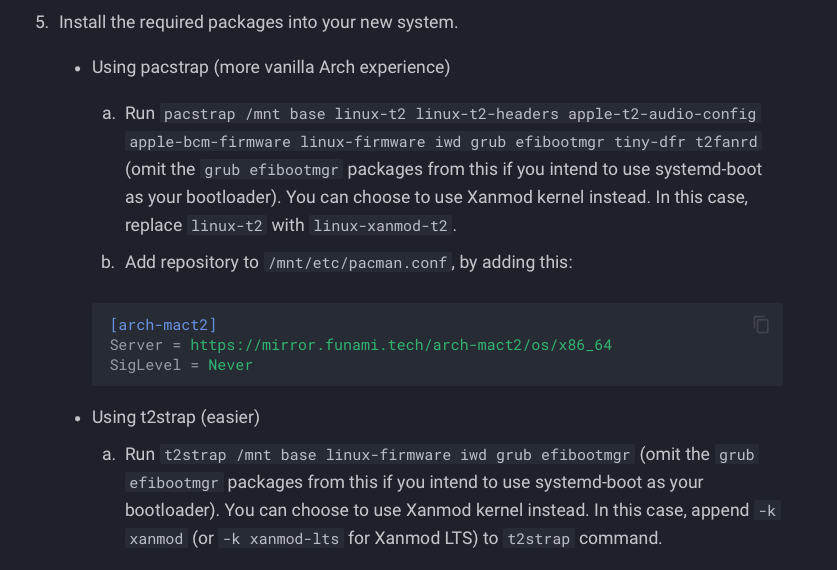 5. Install the required packages into your new system.
• Using pacstrap (more vanilla Arch experience)
a. Run pacstrap /mnt base linux-t2 linux-t2-headers apple-t2-audio-config
apple-bcm-firmware linux-firmware iwd grub efibootmgr tiny-dfr t2fanrd
(omit the grub efibootmgr packages from this if you intend to use systemd-boot
as your bootloader). You can choose to use Xanmod kernel instead. In this case,
replace linux-t2 with linux-xanmod-t2.
b. Add repository to /mnt/etc/pacman.conf, by adding this:
[arch-mact2]
Server = https://mirror.funami.tech/arch-mact2/os/x86_64
SigLevel = Never
• Using t2strap (easier)
a. Run t2strap /mnt base linux-firmware iwd grub efibootmgr (omit the grub
efibootmgr packages from this if you intend to use systemd-boot as your
bootloader). You can choose to use Xanmod kernel instead. In this case, append -k
xanmod (or -k xanmod-lts for Xanmod LTS) to t2strap command.